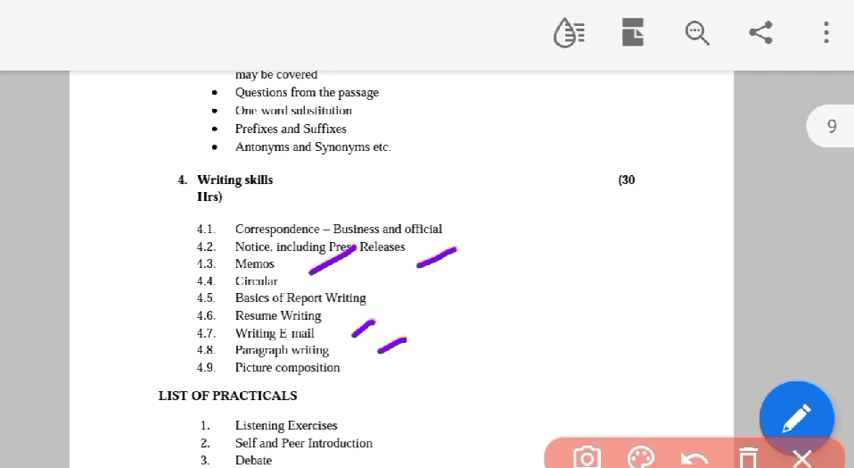 9
may be covered
• Questions from the passage
• One word substitution
• Prefixes and Suffixes
• Antonyms and Synonyms etc.
4. Writing skills (30
Hrs)
4.1. Correspondence – Business and official
4.2. Notice, including Press Releases
4.3. Memos
4.4. Circular
4.5. Basics of Report Writing
4.6. Resume Writing
4.7. Writing E mail
4.8. Paragraph writing
4.9. Picture composition
LIST OF PRACTICALS
1. Listening Exercises
2. Self and Peer Introduction
3. Debate